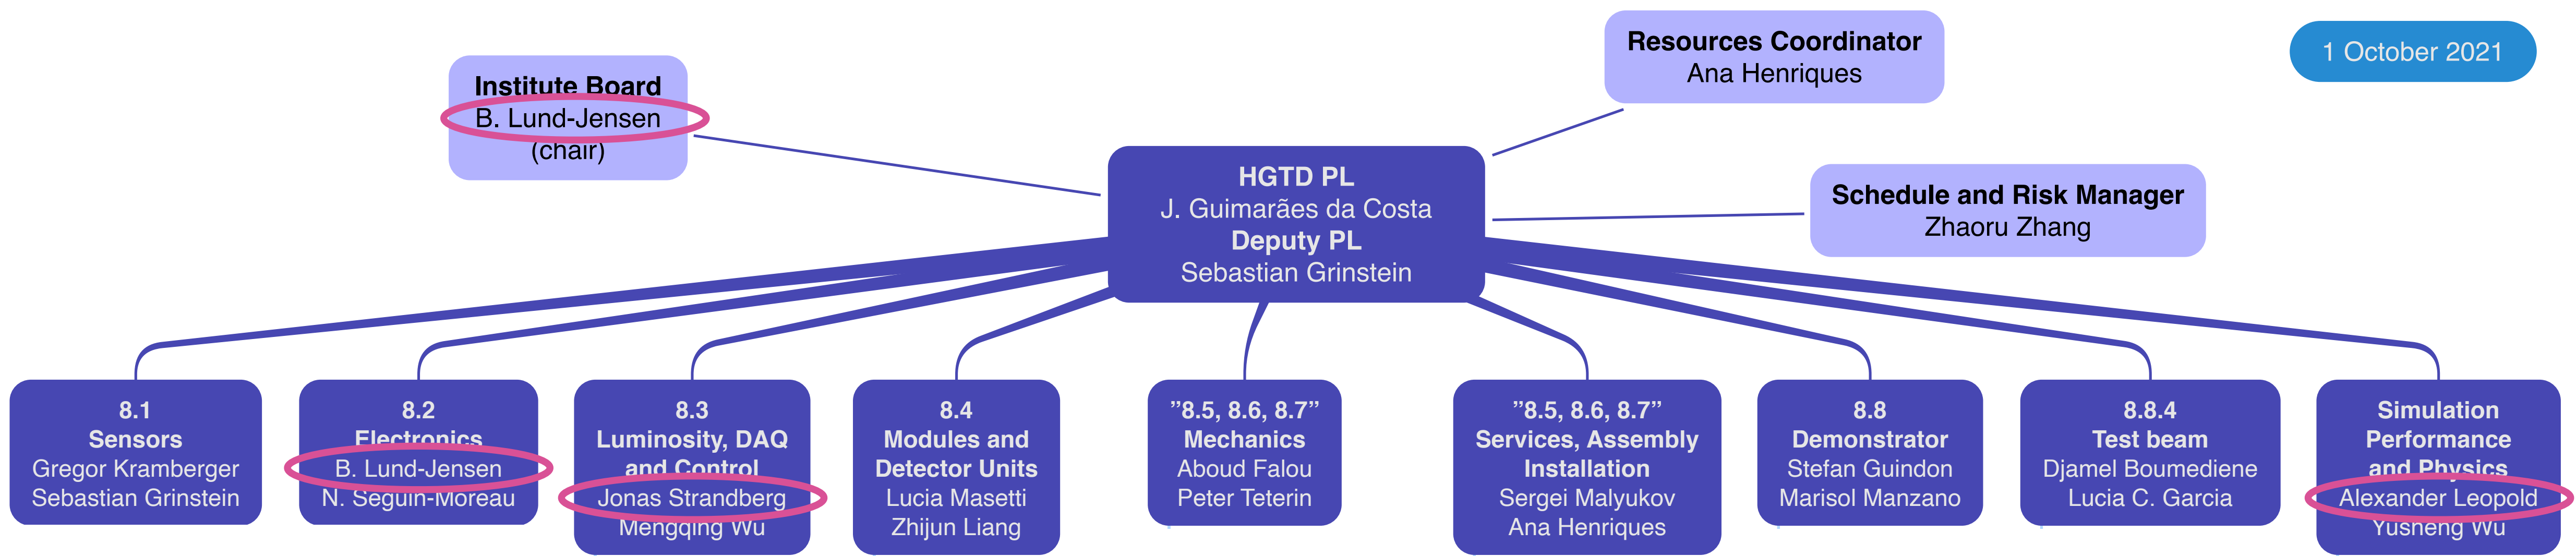 Resources Coordinator
Ana Henriques
1 October 2021
Institute Board
B. Lund-Jensen
(chair)
HGTD PL
J. Guimarães da Costa
Deputy PL
Sebastian Grinstein
Schedule and Risk Manager
Zhaoru Zhang
8.1
Sensors
Gregor Kramberger
Sebastian Grinstein
8.2
Electronics
B. Lund-Jensen
N. Seguin-Moreau
8.3
Luminosity, DAQ
and Control
Jonas Strandberg
Mengqing Wu
8.4
Modules and
Detector Units
Lucia Masetti
Zhijun Liang
”8.5, 8.6, 8.7”
Mechanics
Aboud Falou
Peter Teterin
”8.5, 8.6, 8.7”
Services, Assembly
Installation
Sergei Malyukov
Ana Henriques
8.8
Demonstrator
Stefan Guindon
Marisol Manzano
8.8.4
Test beam
Djamel Boumediene
Lucia C. Garcia
Simulation
Performance
and Physics
Alexander Leopold
Yusheng Wu